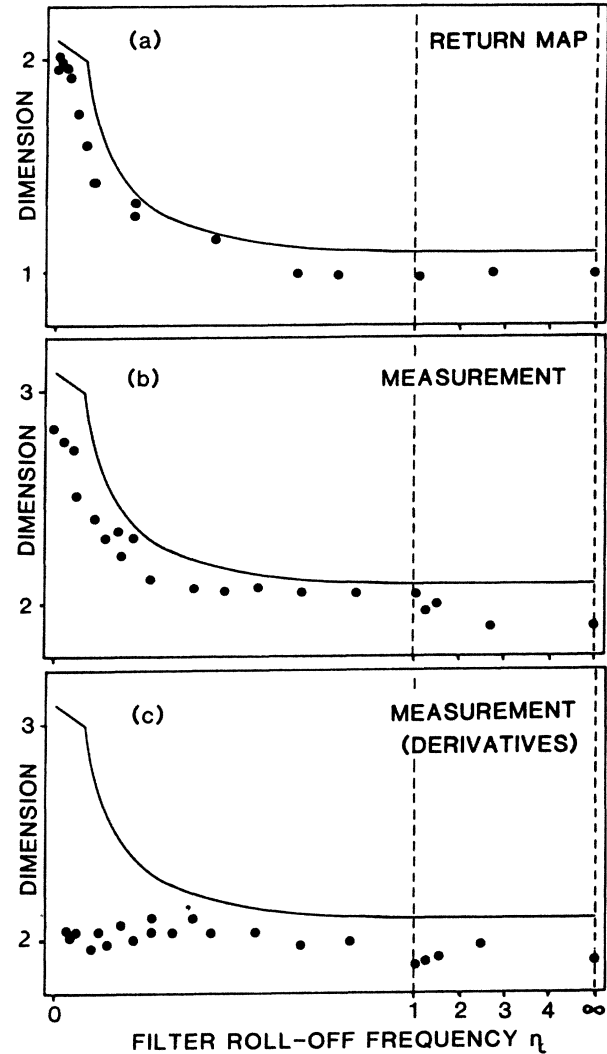 (a) RETURN MAP
2
DIMENSION
1
(b) MEASUREMENT
3
DIMENSION
2
(c) MEASUREMENT
(DERIVATIVES)
3
DIMENSION
2
0 1 2 3 4 ∞
FILTER ROLL-OFF FREQUENCY η